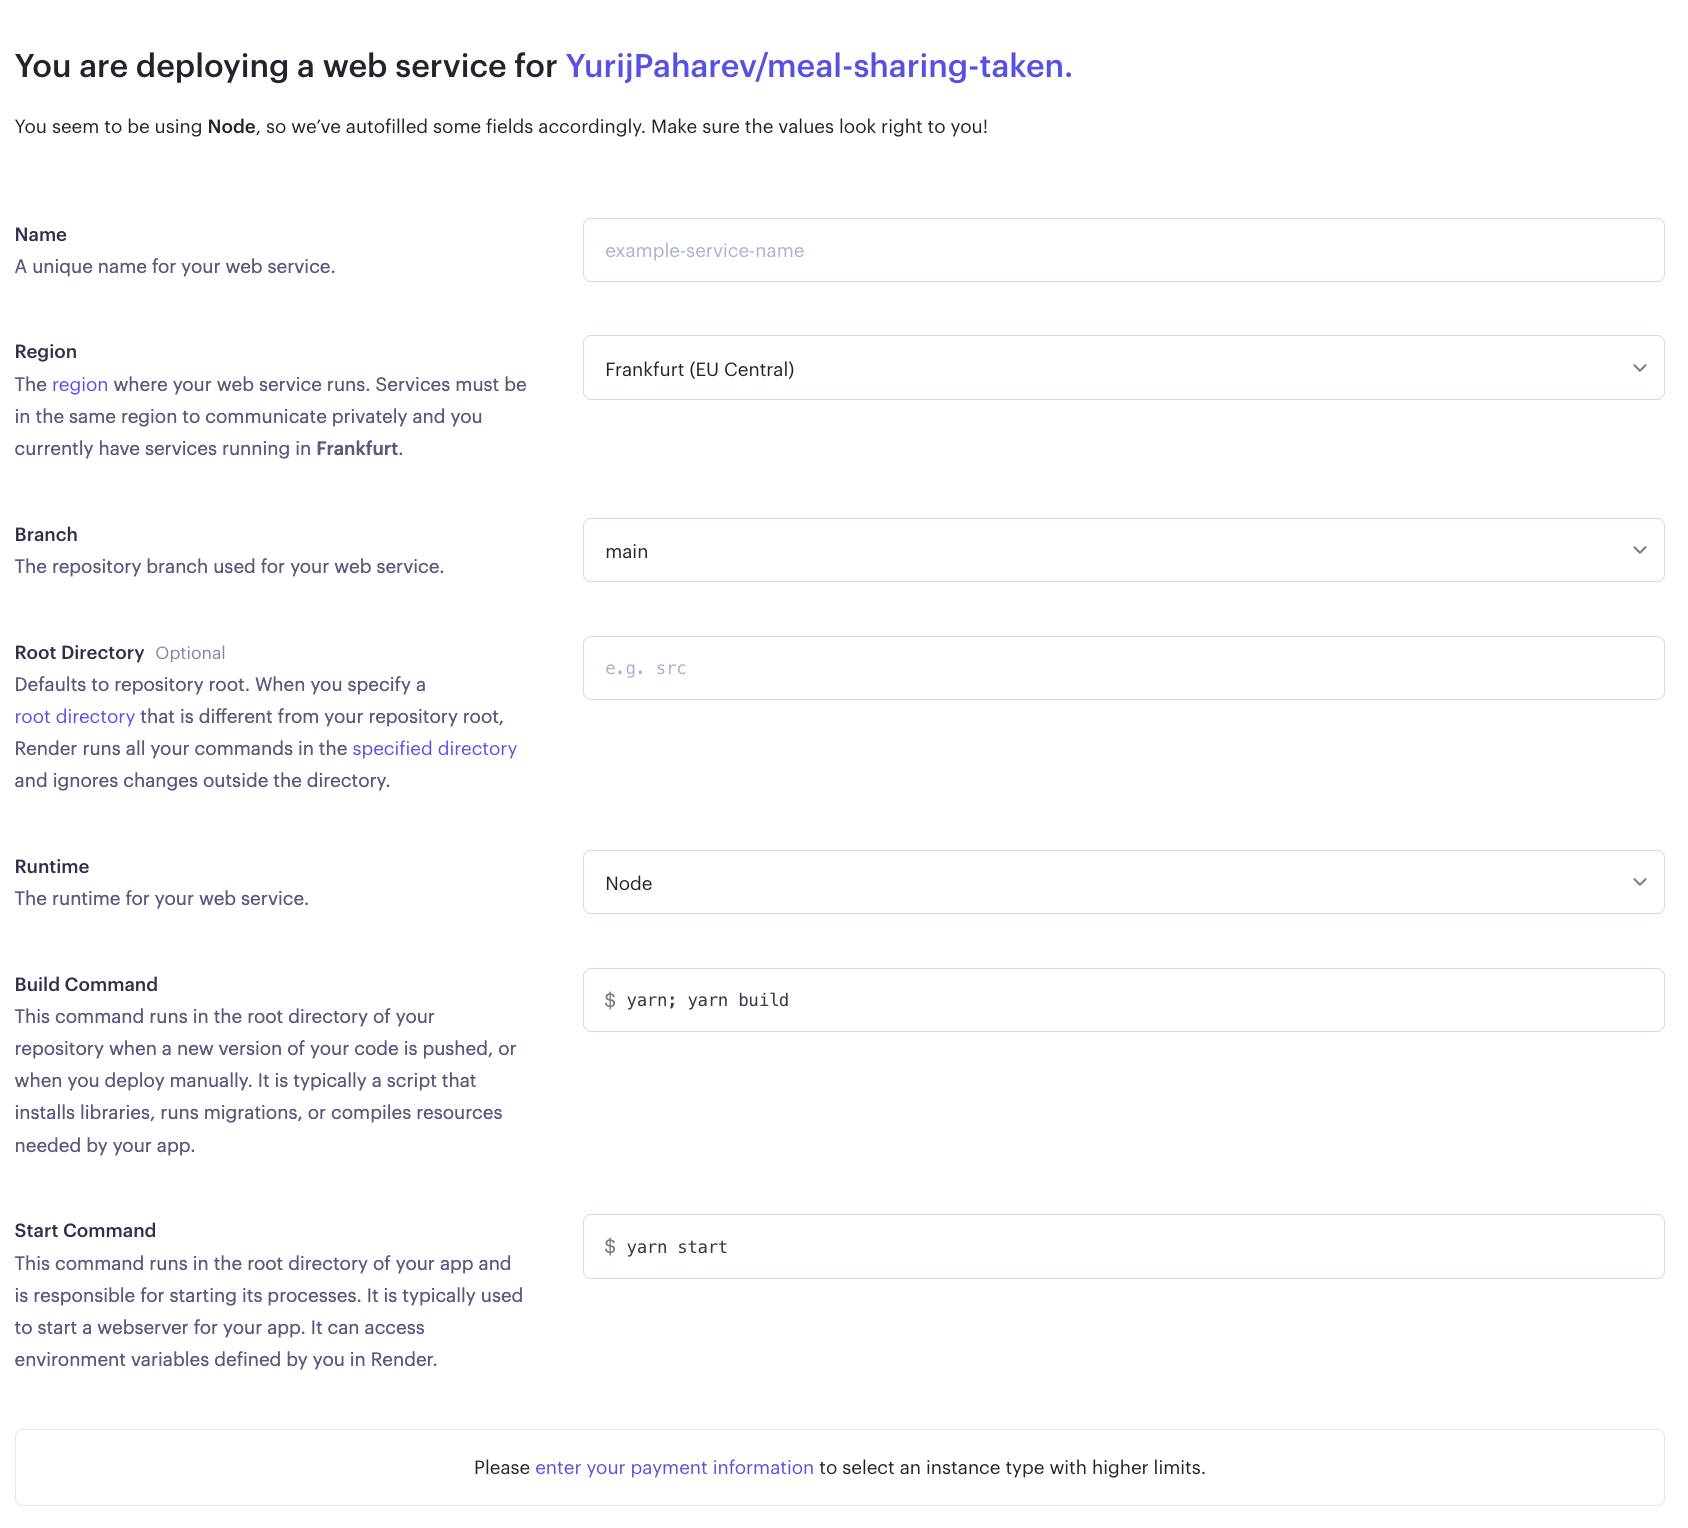 You are deploying a web service for YurijPaharev/meal-sharing-taken.
You seem to be using Node, so we’ve autofilled some fields accordingly. Make sure the values look right to you!
Name
A unique name for your web service.
example-service-name
Region
The region where your web service runs. Services must be
in the same region to communicate privately and you
currently have services running in Frankfurt.
Frankfurt (EU Central)
Branch
The repository branch used for your web service.
main
Root Directory Optional
Defaults to repository root. When you specify a
root directory that is different from your repository root,
Render runs all your commands in the specified directory
and ignores changes outside the directory.
e.g. src
Runtime
The runtime for your web service.
Node
Build Command
This command runs in the root directory of your
repository when a new version of your code is pushed, or
when you deploy manually. It is typically a script that
installs libraries, runs migrations, or compiles resources
needed by your app.
$ yarn; yarn build
Start Command
This command runs in the root directory of your app and
is responsible for starting its processes. It is typically used
to start a webserver for your app. It can access
environment variables defined by you in Render.
$ yarn start
Please enter your payment information to select an instance type with higher limits.